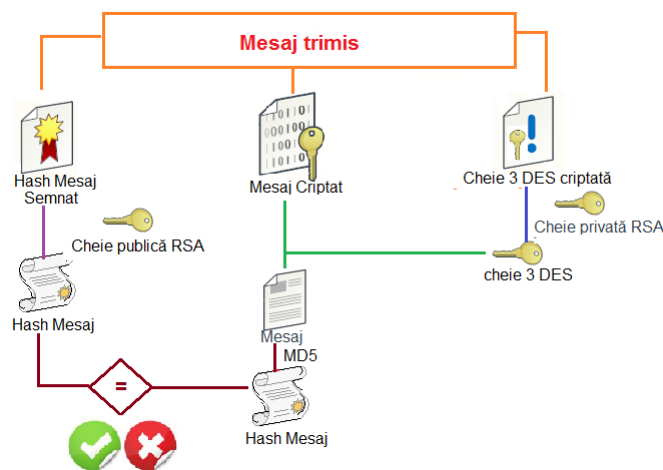 Mesaj trimis
Hash Mesaj
Semnat
Mesaj Criptat
Cheie 3 DES criptată
Cheie publică RSA
Cheie privată RSA
cheie 3 DES
Hash Mesaj
Mesaj
MD5
=
Hash Mesaj